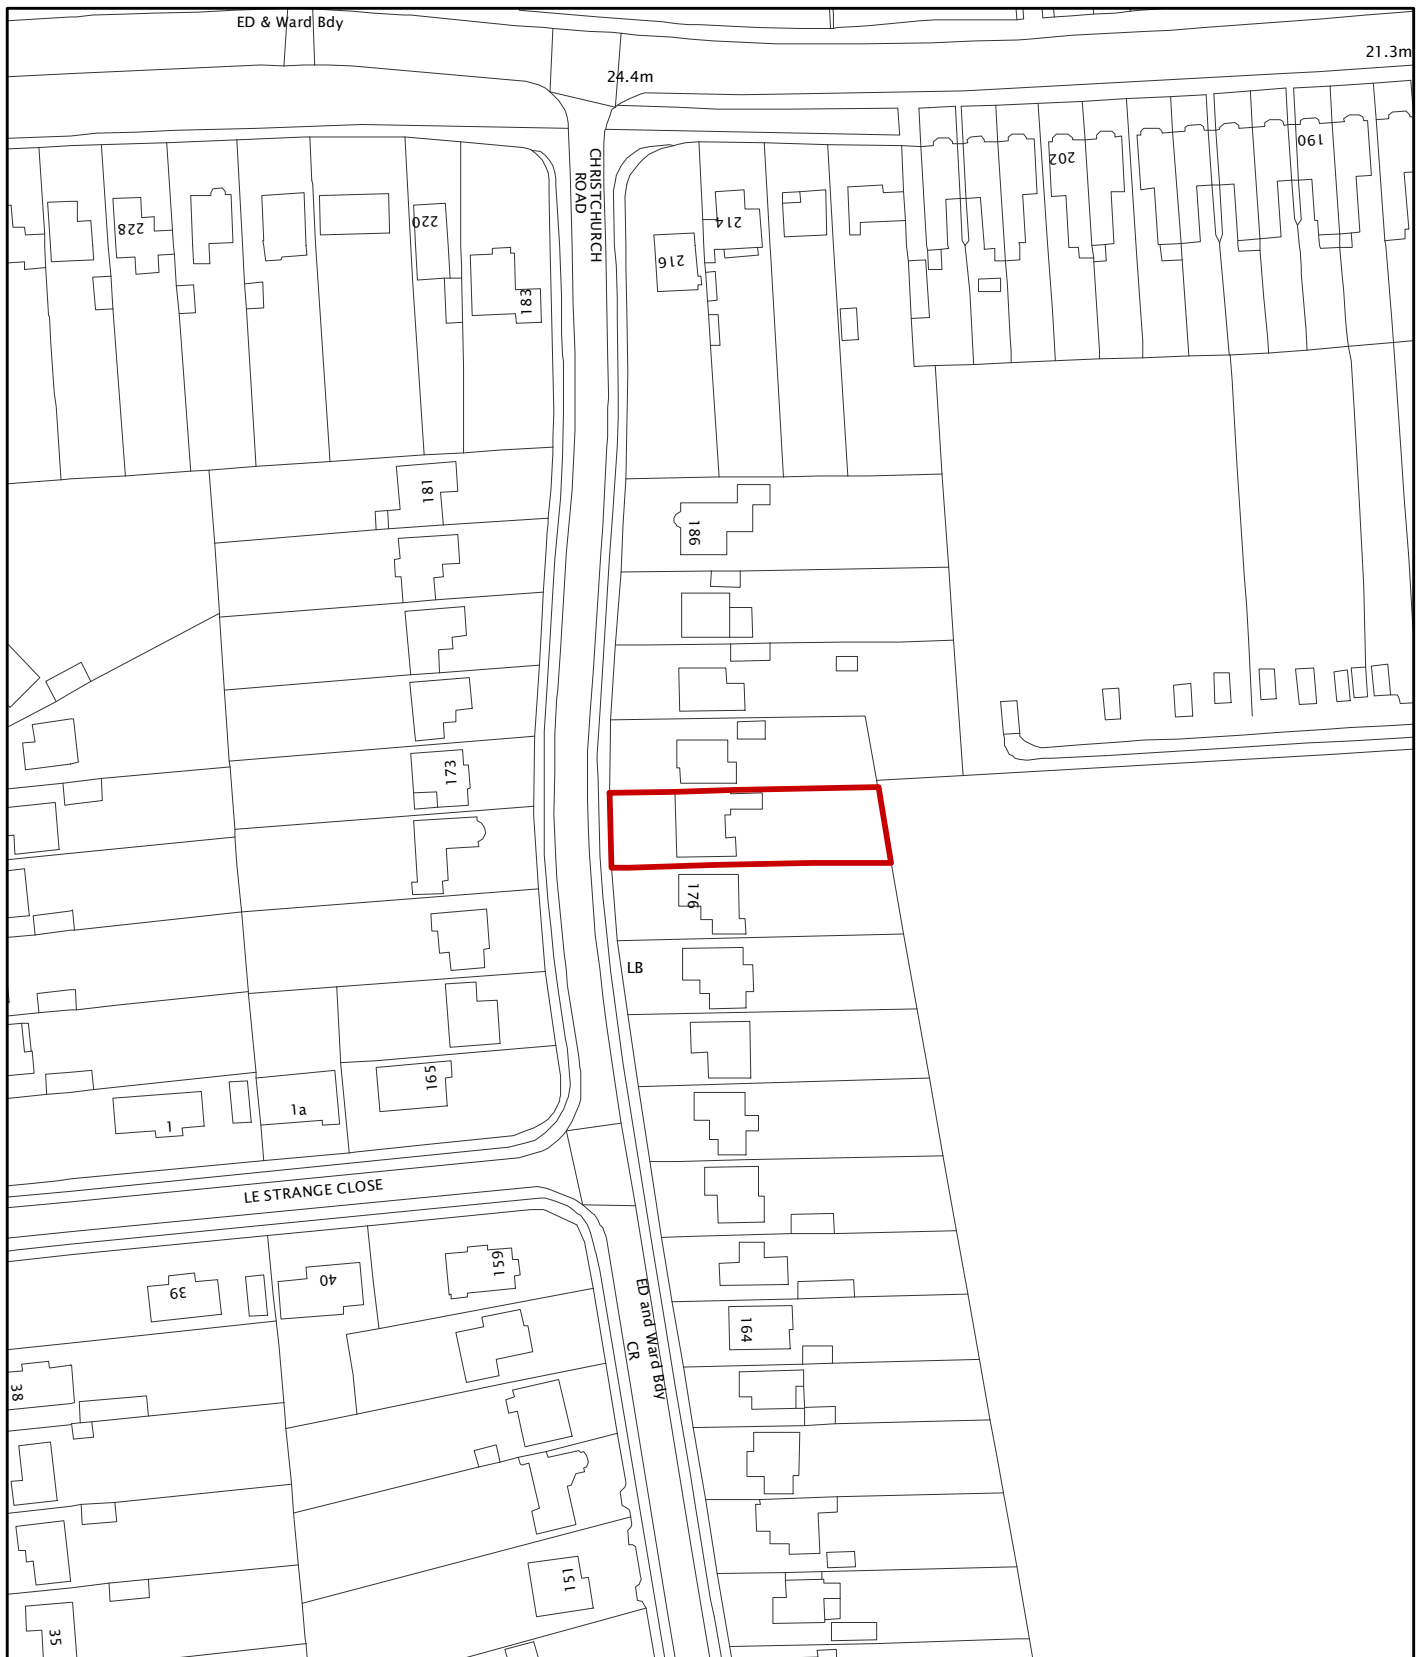 ED & Ward Bdy
21.3m
24.4m
CHRISTCHURCH
ROAD
190
202
228
220
214
216
183
181
186
173
176
LB
165
1a
1
LE STRANGE CLOSE
159
40
39
ED and Ward Bdy
CR
164
38
151
35